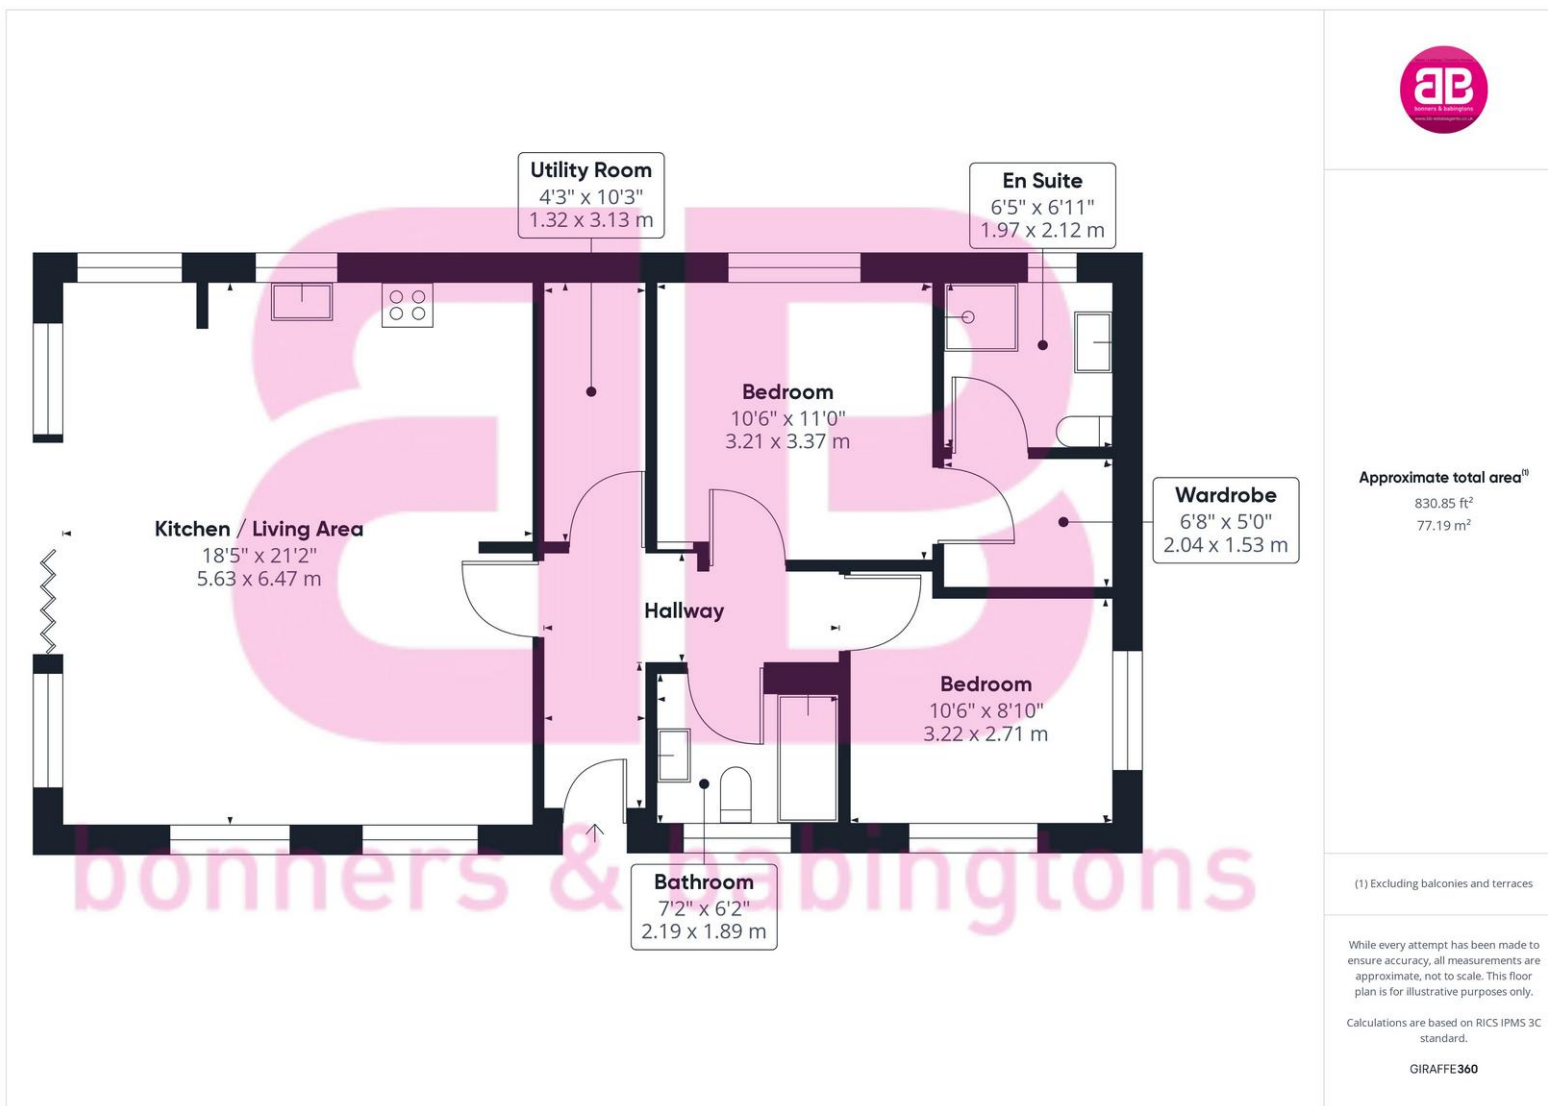 Utility Room
4'3" x 10'3"
1.32 x 3.13 m
En Suite
6'5" x 6'11"
1.97 x 2.12 m
Bedroom
10'6" x 11'0"
3.21 x 3.37 m
Kitchen / Living Area
18'5" x 21'2"
5.63 x 6.47 m
Wardrobe
6'8" x 5'0"
2.04 x 1.53 m
Hallway
Bedroom
10'6" x 8'10"
3.22 x 2.71 m
Bathroom
7'2" x 6'2"
2.19 x 1.89 m
bonners & babingtons
BB
bonners & babingtons
Approximate total area(1)
830.85 ft²
77.19 m²
(1) Excluding balconies and terraces
While every attempt has been made to
ensure accuracy, all measurements are
approximate, not to scale. This floor
plan is for illustrative purposes only.
Calculations are based on RICS IPMS 3C
standard.
GIRAFFE360